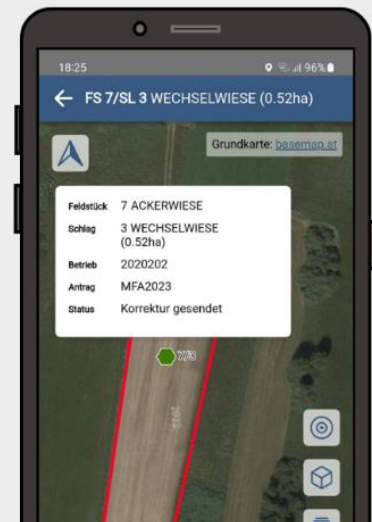 18:25 96%
← FS 7/SL 3 WECHSELWIESE (0.52ha)
Grundkarte: basemap.at
Feldstück 7 ACKERWIESE
Schlag 3 WECHSELWIESE
(0.52ha)
Betrieb 2020202
Antrag MFA2023
Status Korrektur gesendet
7/3